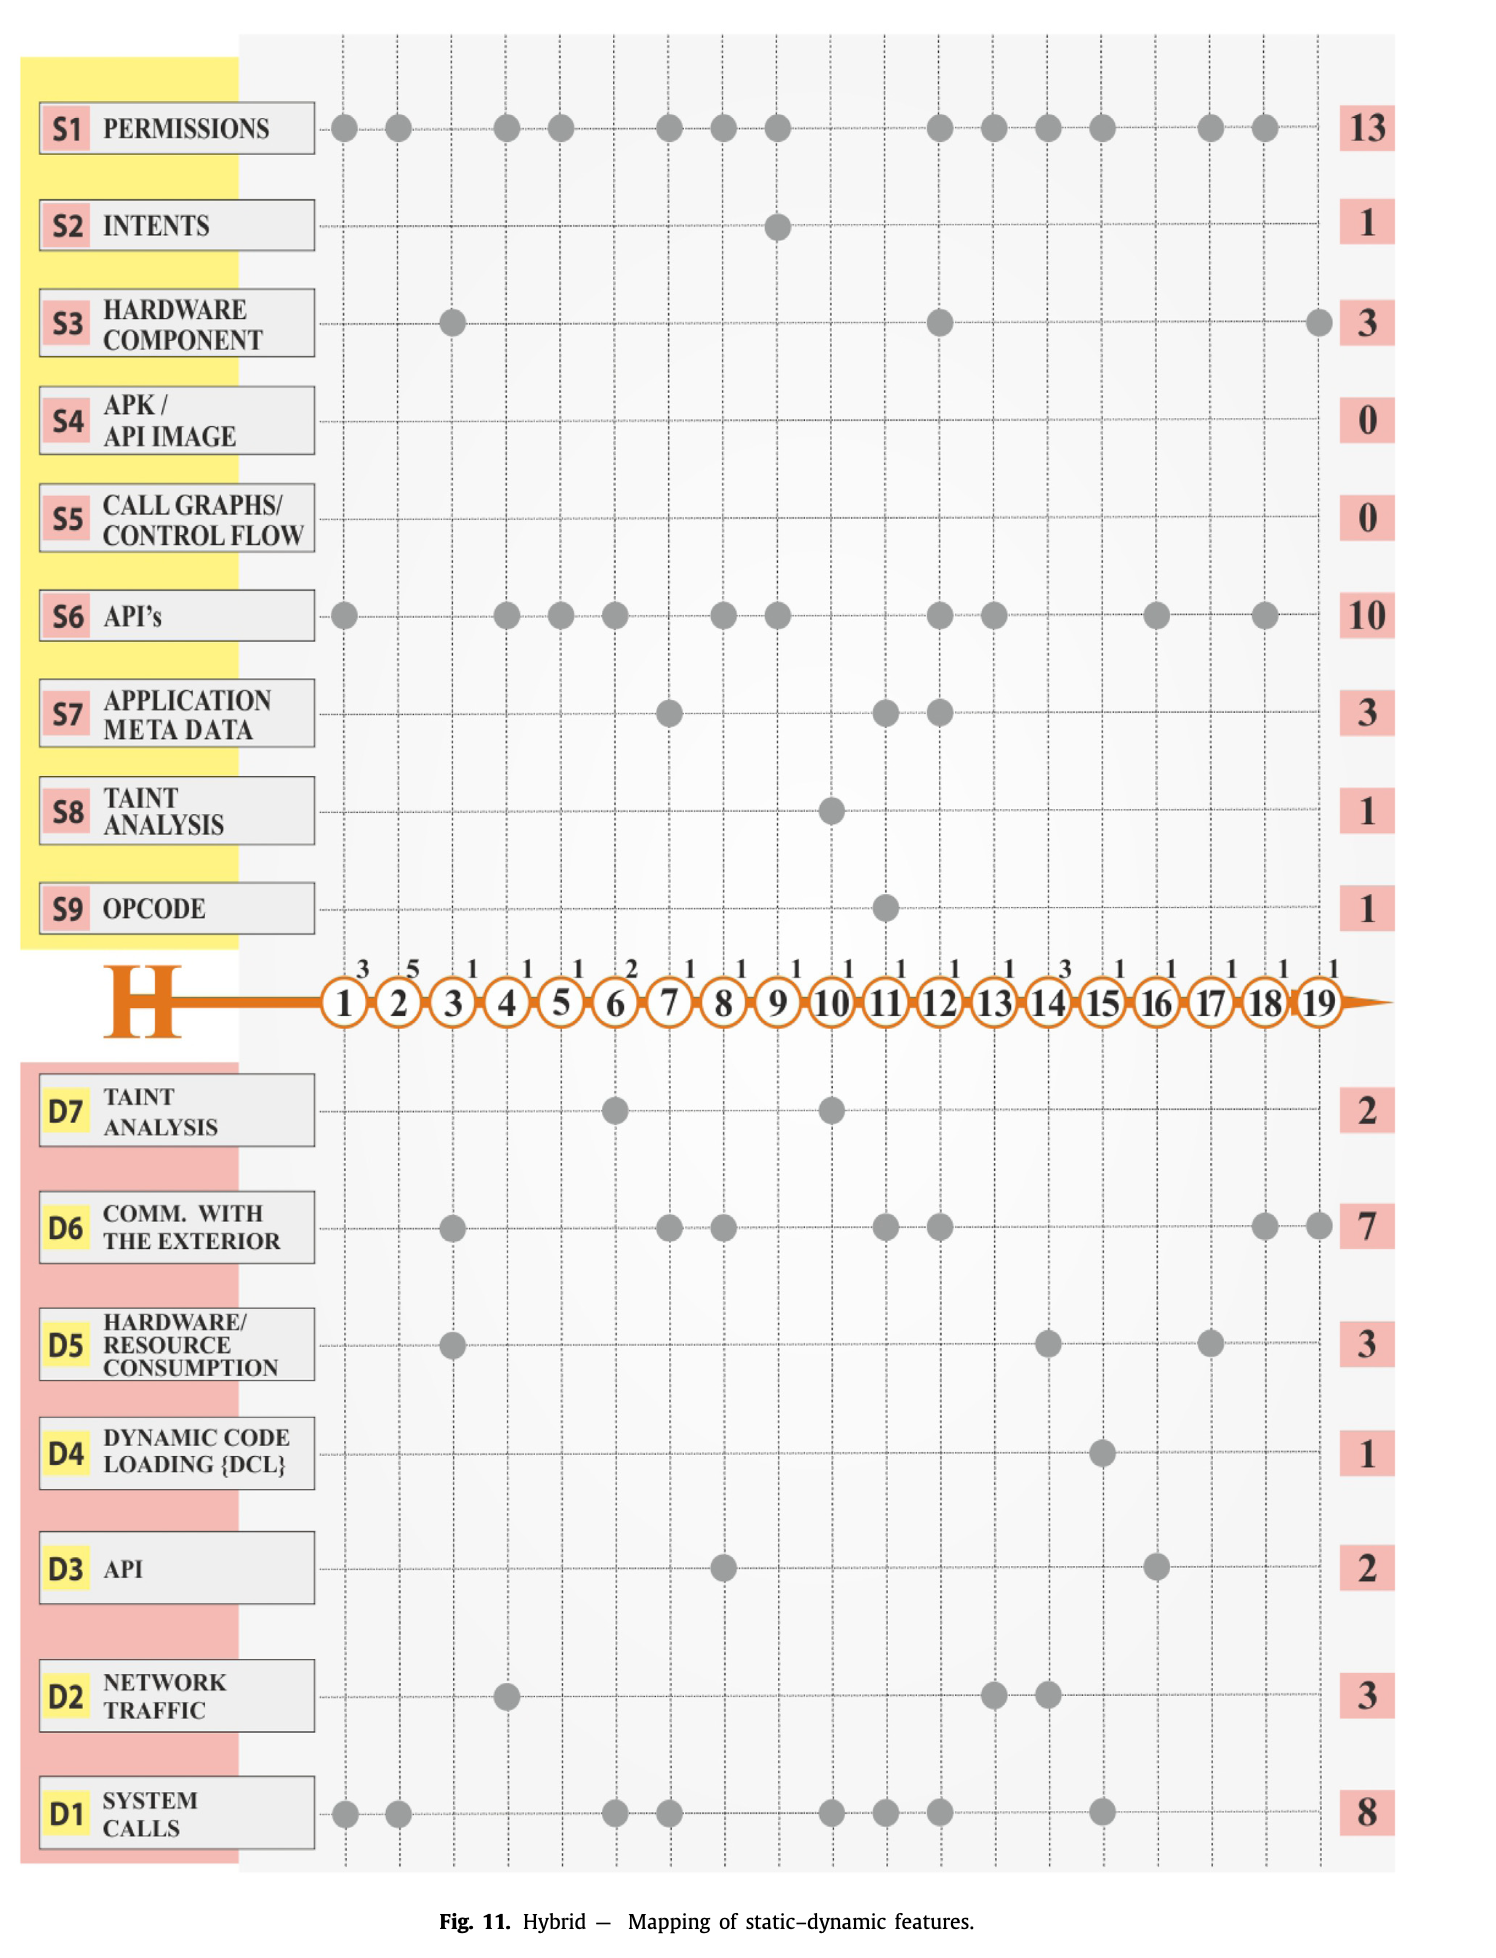 S1 PERMISSIONS 13
S2 INTENTS 1
S3 HARDWARE
COMPONENT 3
S4 APK /
API IMAGE 0
S5 CALL GRAPHS/
CONTROL FLOW 0
S6 API's 10
S7 APPLICATION
META DATA 3
S8 TAINT
ANALYSIS 1
S9 OPCODE 1
3 5 1 1 1 2 1 1 1 1 1 1 1 3 1 1 1 1 1
H 1 2 3 4 5 6 7 8 9 10 11 12 13 14 15 16 17 18 19
D7 TAINT
ANALYSIS 2
D6 COMM. WITH
THE EXTERIOR 7
D5 HARDWARE/
RESOURCE
CONSUMPTION 3
D4 DYNAMIC CODE
LOADING {DCL} 1
D3 API 2
D2 NETWORK
TRAFFIC 3
D1 SYSTEM
CALLS 8
Fig. 11. Hybrid — Mapping of static–dynamic features.